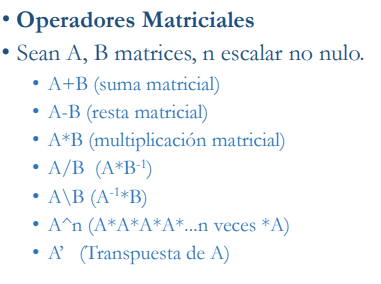 • Operadores Matriciales
• Sean A, B matrices, n escalar no nulo.
• A+B (suma matricial)
• A-B (resta matricial)
• A*B (multiplicación matricial)
• A/B (A*B⁻¹)
• A\B (A⁻¹*B)
• A^n (A*A*A*A*...n veces *A)
• A’ (Transpuesta de A)